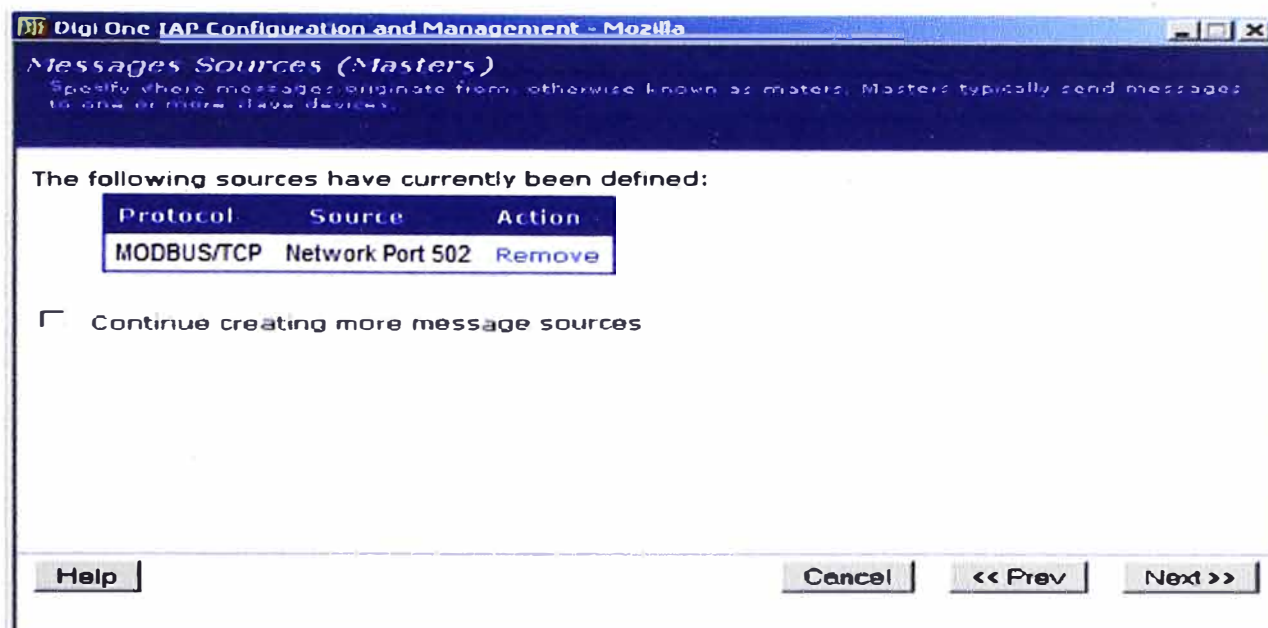 Digi One IAP Configuration and Management - Mozilla
Messages Sources (Masters)
Specify where messages originate from, otherwise known as maters. Masters typically send messages
to one or more slave devices.
The following sources have currently been defined:
Protocol Source Action
MODBUS/TCP Network Port 502 Remove
Continue creating more message sources
Help Cancel << Prev Next >>